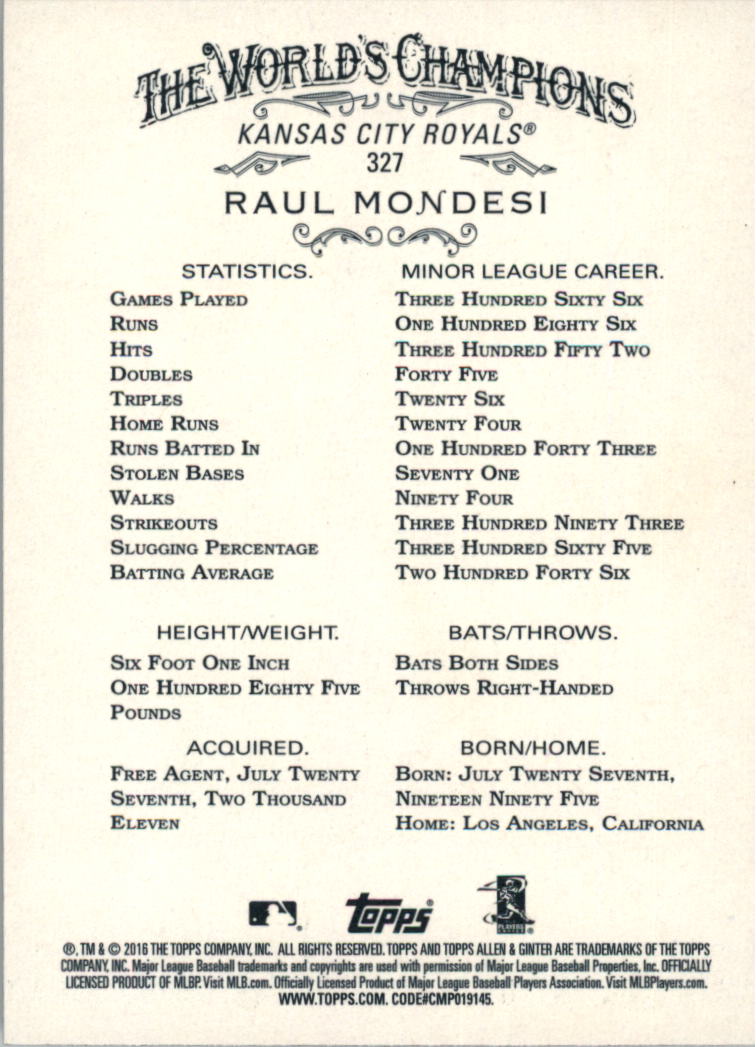 THE WORLD'S CHAMPIONS
KANSAS CITY ROYALS®
327
RAUL MONDESI
STATISTICS. MINOR LEAGUE CAREER.
GAMES PLAYED THREE HUNDRED SIXTY SIX
RUNS ONE HUNDRED EIGHTY SIX
HITS THREE HUNDRED FIFTY TWO
DOUBLES FORTY FIVE
TRIPLES TWENTY SIX
HOME RUNS TWENTY FOUR
RUNS BATTED IN ONE HUNDRED FORTY THREE
STOLEN BASES SEVENTY ONE
WALKS NINETY FOUR
STRIKEOUTS THREE HUNDRED NINETY THREE
SLUGGING PERCENTAGE THREE HUNDRED SIXTY FIVE
BATTING AVERAGE TWO HUNDRED FORTY SIX
HEIGHT/WEIGHT.
SIX FOOT ONE INCH
ONE HUNDRED EIGHTY FIVE
POUNDS
BATS/THROWS.
BATS BOTH SIDES
THROWS RIGHT-HANDED
ACQUIRED.
FREE AGENT, JULY TWENTY
SEVENTH, TWO THOUSAND
ELEVEN
BORN/HOME.
BORN: JULY TWENTY SEVENTH,
NINETEEN NINETY FIVE
HOME: LOS ANGELES, CALIFORNIA
Topps® PLAYERS
®, TM & © 2016 THE TOPPS COMPANY, INC. ALL RIGHTS RESERVED. TOPPS AND TOPPS ALLEN & GINTER ARE TRADEMARKS OF THE TOPPS
COMPANY, INC. Major League Baseball trademarks and copyrights are used with permission of Major League Baseball Properties, Inc. OFFICIALLY
LICENSED PRODUCT OF MLBP. Visit MLB.com. Officially Licensed Product of Major League Baseball Players Association. Visit MLBPlayers.com.
WWW.TOPPS.COM. CODE#CMP019145.